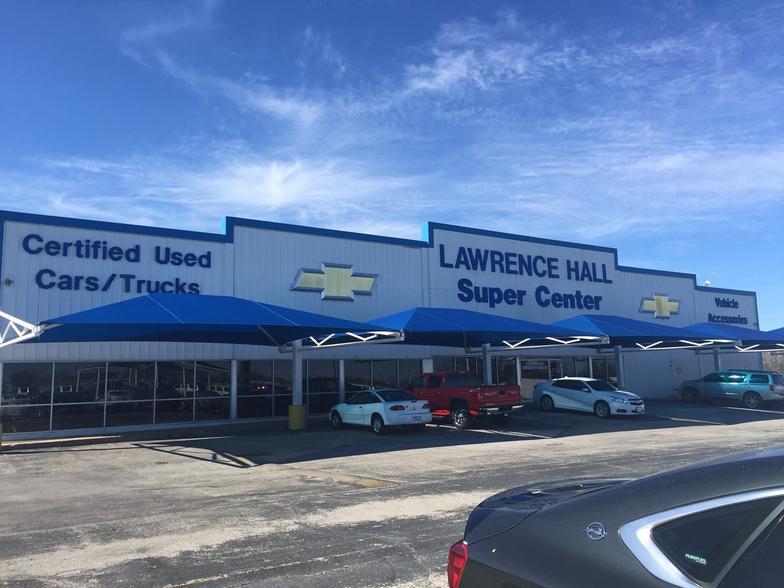 Certified Used
Cars/Trucks
LAWRENCE HALL
Super Center
Vehicle
Accessories